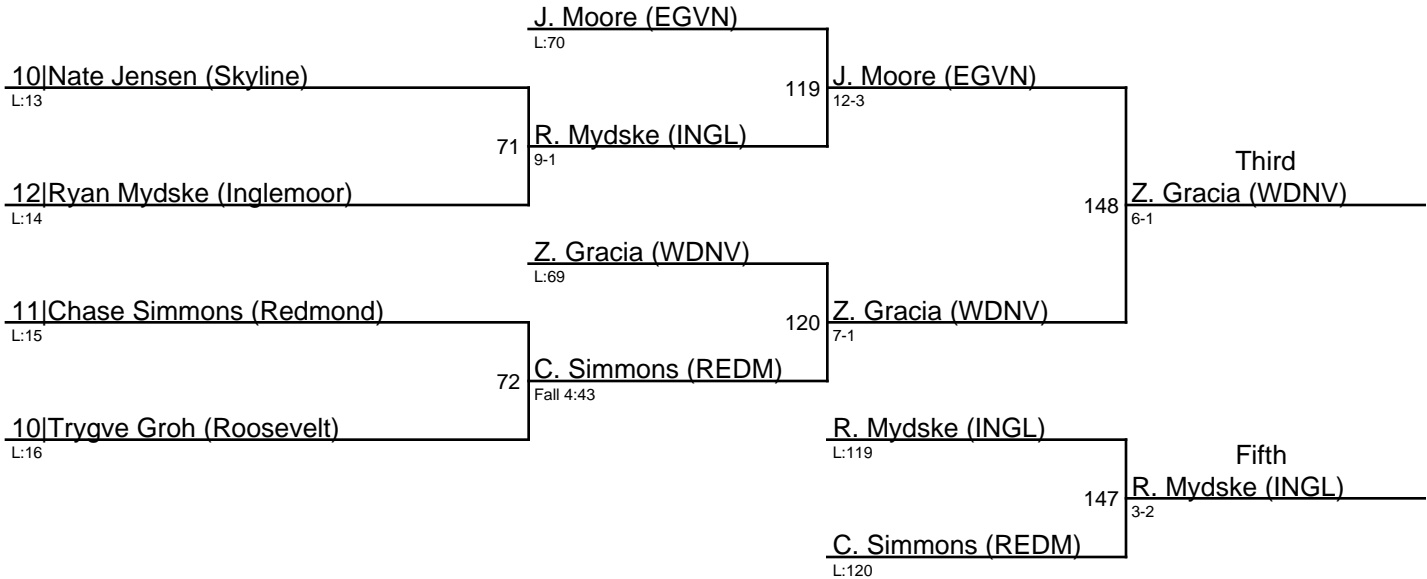 J. Moore (EGVN)
L:70
10|Nate Jensen (Skyline)
L:13
119
J. Moore (EGVN)
12-3
71
R. Mydske (INGL)
9-1
12|Ryan Mydske (Inglemoor)
L:14
Third
148
Z. Gracia (WDNV)
6-1
Z. Gracia (WDNV)
L:69
11|Chase Simmons (Redmond)
L:15
120
Z. Gracia (WDNV)
7-1
72
C. Simmons (REDM)
Fall 4:43
10|Trygve Groh (Roosevelt)
L:16
R. Mydske (INGL)
L:119
Fifth
147
R. Mydske (INGL)
3-2
C. Simmons (REDM)
L:120